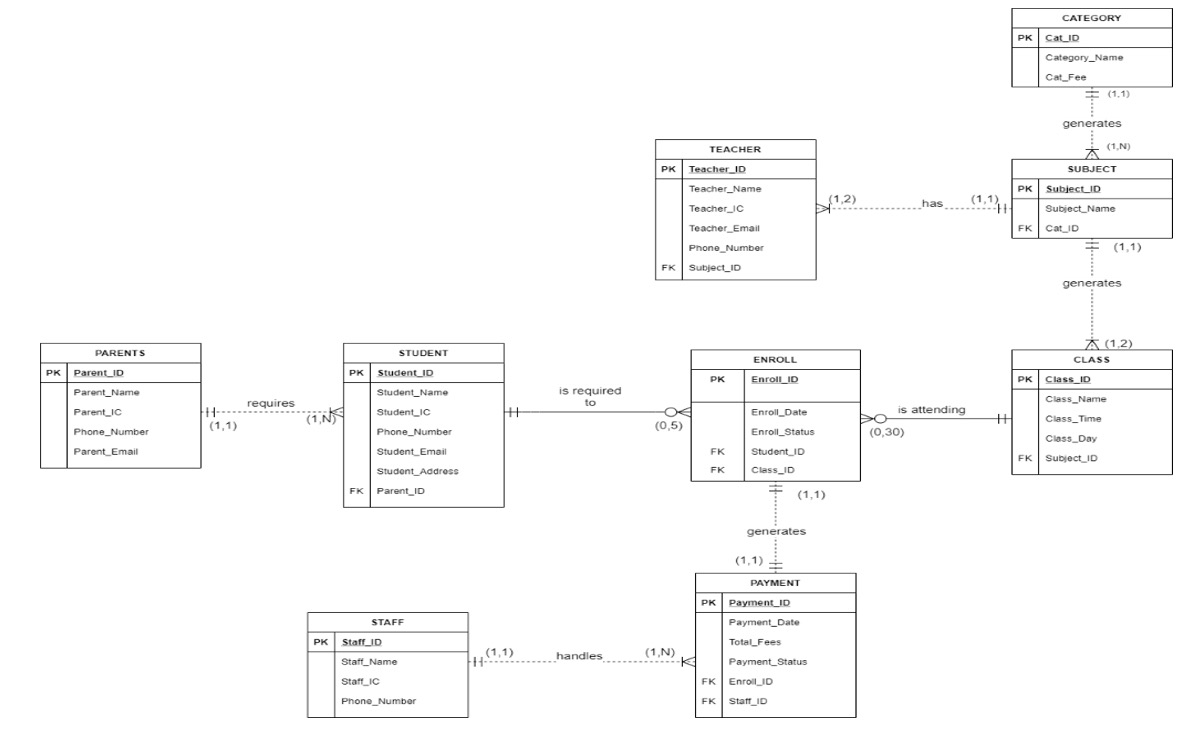 CATEGORY
PK Cat_ID
Category_Name
Cat_Fee
(1,1)
generates
(1,N)
TEACHER
PK Teacher_ID
Teacher_Name
Teacher_IC
Teacher_Email
Phone_Number
FK Subject_ID
(1,2)
has
(1,1)
SUBJECT
PK Subject_ID
Subject_Name
FK Cat_ID
(1,1)
generates
(1,2)
PARENTS
PK Parent_ID
Parent_Name
Parent_IC
Phone_Number
Parent_Email
(1,1)
requires
(1,N)
STUDENT
PK Student_ID
Student_Name
Student_IC
Phone_Number
Student_Email
Student_Address
FK Parent_ID
is required
to
(0,5)
ENROLL
PK Enroll_ID
Enroll_Date
Enroll_Status
FK Student_ID
FK Class_ID
is attending
(0,30)
CLASS
PK Class_ID
Class_Name
Class_Time
Class_Day
FK Subject_ID
(1,1)
generates
(1,1)
PAYMENT
PK Payment_ID
Payment_Date
Total_Fees
Payment_Status
FK Enroll_ID
FK Staff_ID
STAFF
PK Staff_ID
Staff_Name
Staff_IC
Phone_Number
(1,1)
handles
(1,N)